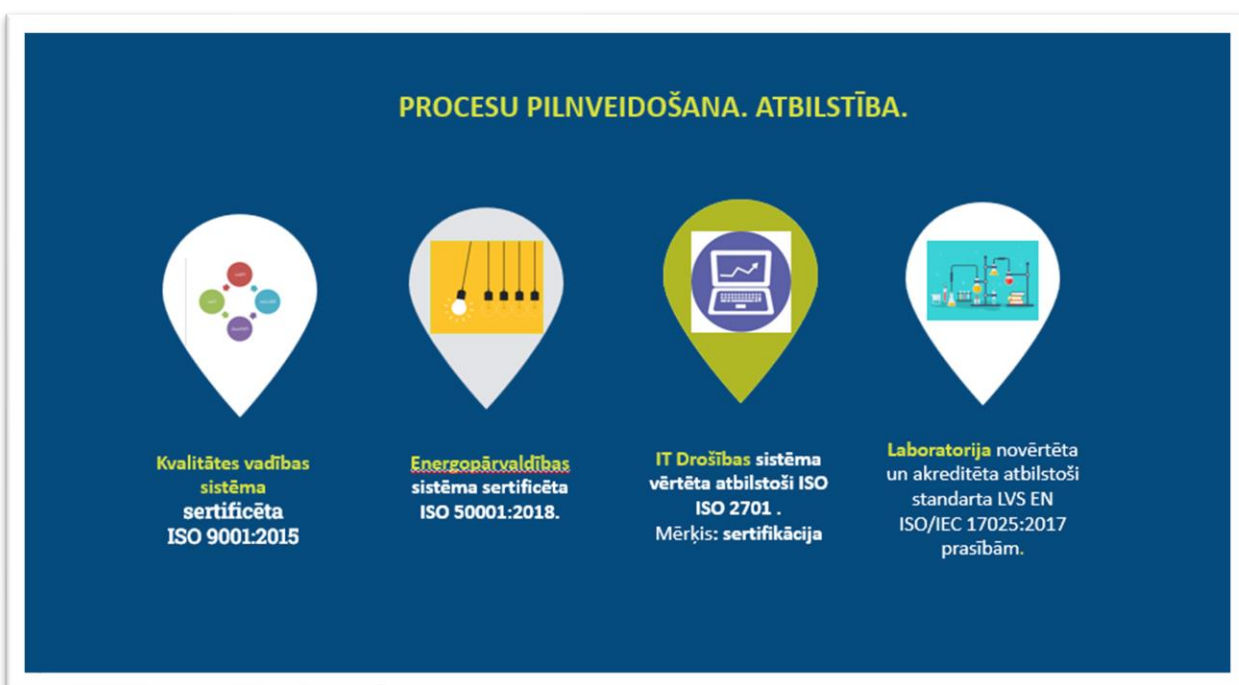 PROCESU PILNVEIDOŠANA. ATBILSTĪBA.
Kvalitātes vadības
sistēma
sertificēta
ISO 9001:2015
Energopārvaldības
sistēma sertificēta
ISO 50001:2018.
IT Drošības sistēma
vērtēta atbilstoši ISO
ISO 2701 .
Mērķis: sertifikācija
Laboratorija novērtēta
un akreditēta atbilstoši
standarta LVS EN
ISO/IEC 17025:2017
prasībām.